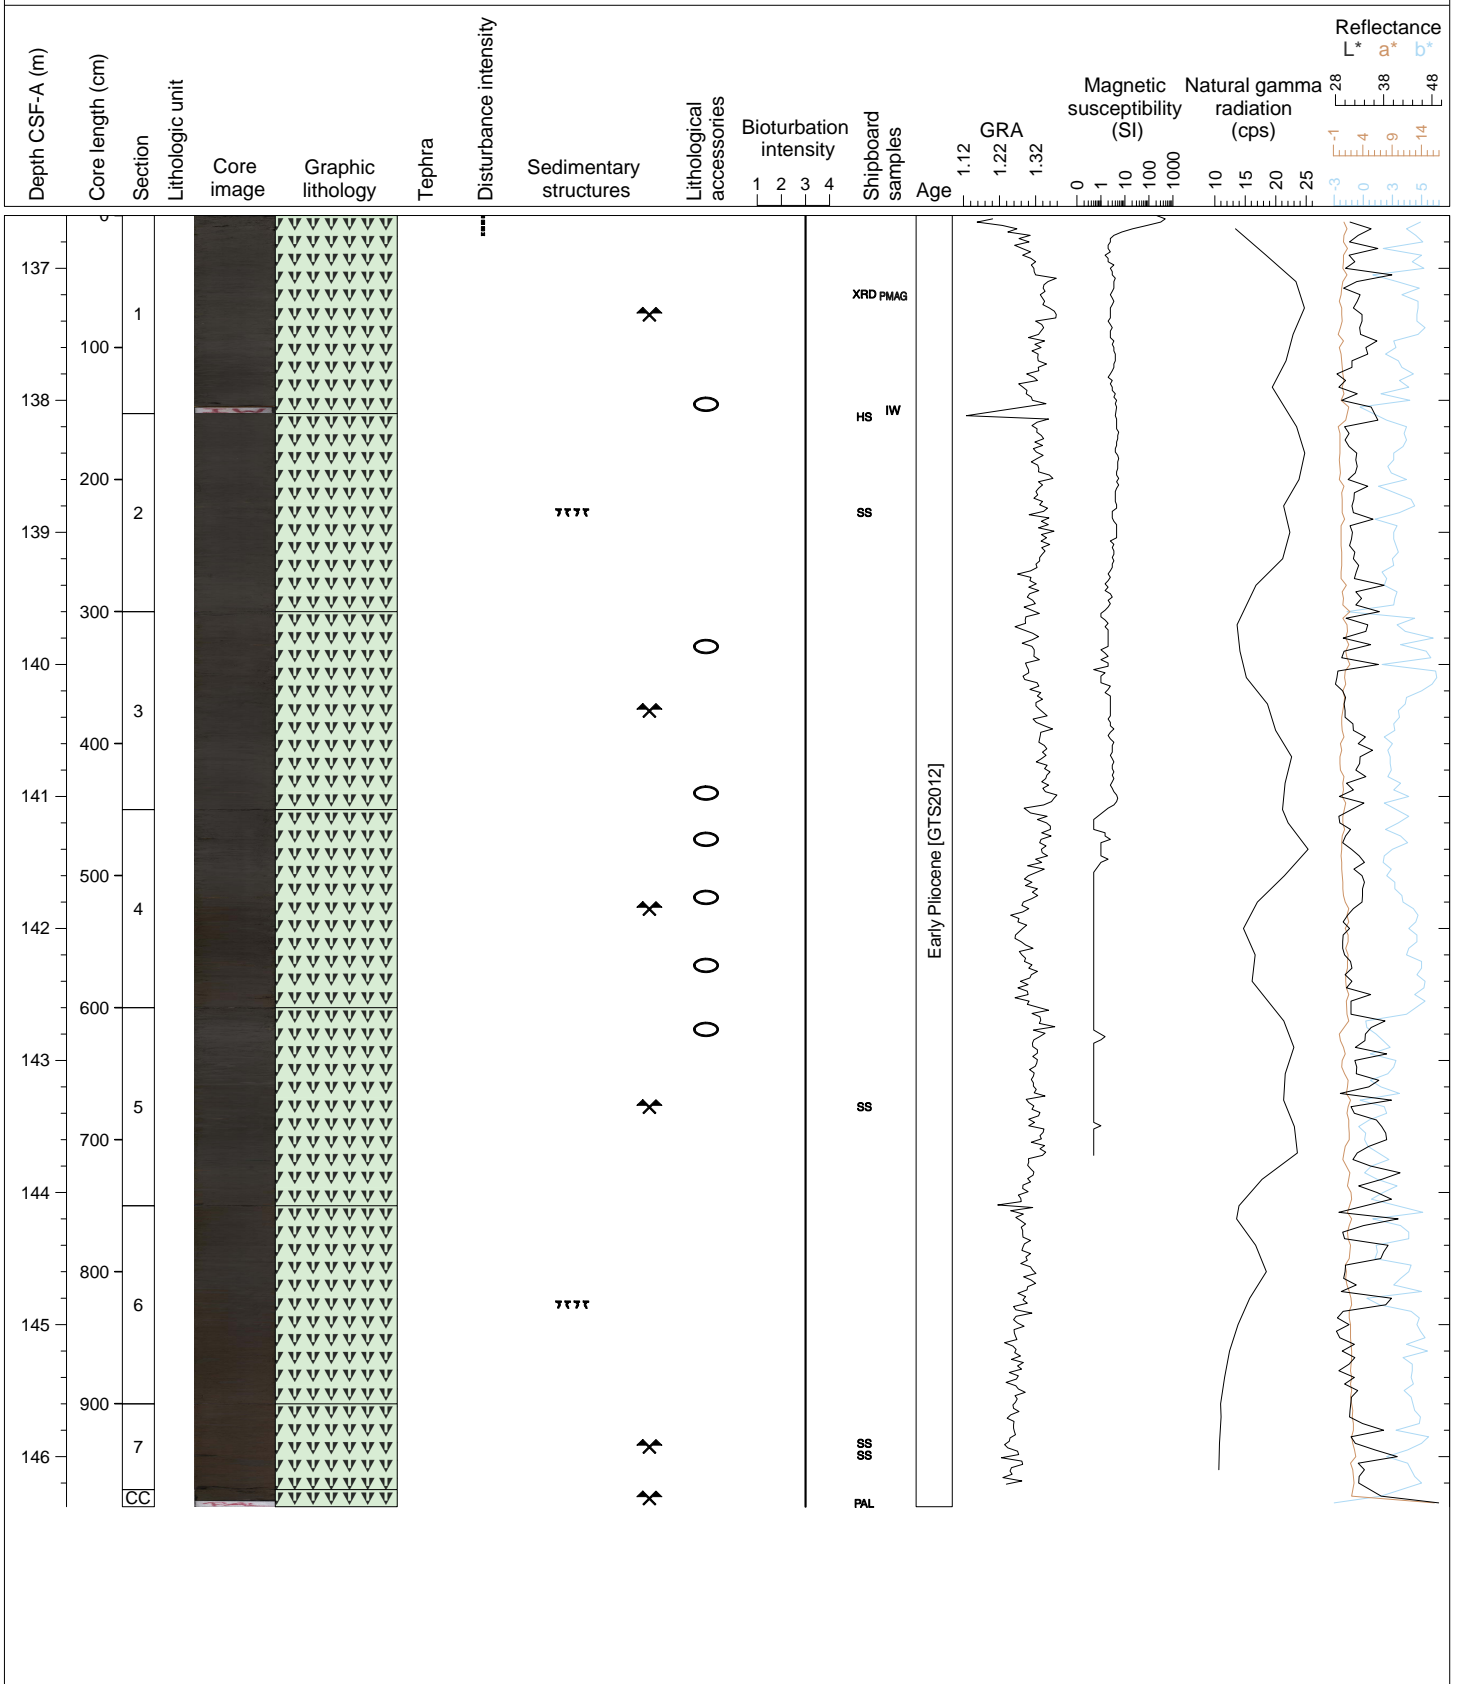 Depth CSF-A (m)
Core length (cm)
Section
Lithologic unit
Core
image
Graphic
lithology
Tephra
Disturbance intensity
Sedimentary
structures
Lithological
accessories
Bioturbation
intensity
1 2 3 4
Shipboard
samples
Age
GRA
1.12 1.22 1.32
Magnetic
susceptibility
(SI)
0 1 10 100 1000
Natural gamma
radiation
(cps)
10 15 20 25
Reflectance
L* a* b*
28 38 48
-1 4 9 14
-3 0 3 5
0
137
XRD PMAG
1
100
138
IW
HS
200
2
SS
139
300
140
3
400
141
Early Pliocene [GTS2012]
500
4
142
600
143
5
SS
700
144
800
6
145
900
7
SS
SS
146
CC
PAL